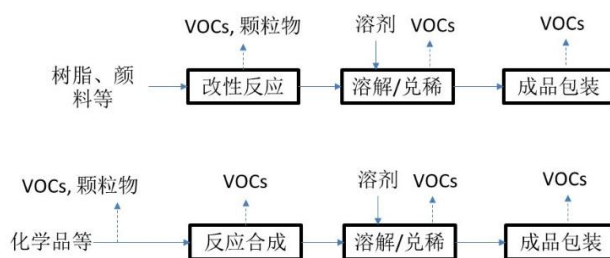 VOCs, 颗粒物
溶剂
VOCs
VOCs
树脂、颜
料等
改性反应
溶解/兑稀
成品包装
VOCs, 颗粒物
VOCs
溶剂
VOCs
VOCs
化学品等
反应合成
溶解/兑稀
成品包装